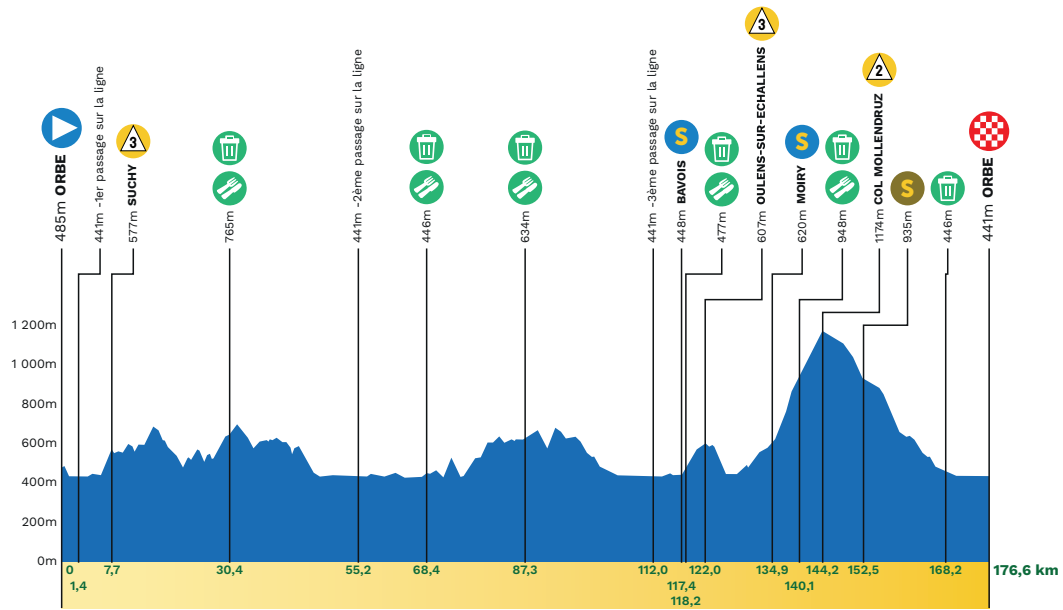 485m ORBE
441m -1er passage sur la ligne
577m SUCHY
3
765m
441m -2ème passage sur la ligne
446m
634m
441m -3ème passage sur la ligne
448m BAVOIS
S
477m
607m OULENS-SUR-ECHALLENS
3
620m MOIRY
S
948m
1174m COL MOLLENDRUZ
2
935m
S
446m
441m ORBE
1 200m
1 000m
800m
600m
400m
200m
0m
0
1,4
7,7
30,4
55,2
68,4
87,3
112,0
117,4
118,2
122,0
134,9
140,1
144,2
152,5
168,2
176,6 km